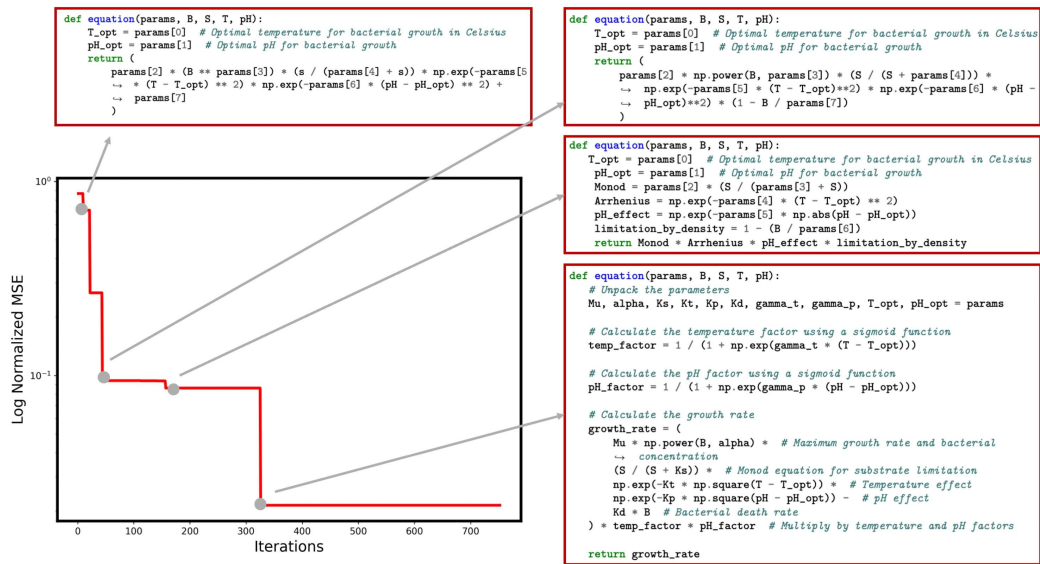 def equation(params, B, S, T, pH):
T_opt = params[0]  # Optimal temperature for bacterial growth in Celsius
pH_opt = params[1]  # Optimal pH for bacterial growth
return (
params[2] * (B ** params[3]) * (s / (params[4] + s)) * np.exp(-params[5
↪ * (T - T_opt) ** 2) * np.exp(-params[6] * (pH - pH_opt) ** 2) +
↪ params[7]
)
def equation(params, B, S, T, pH):
T_opt = params[0]  # Optimal temperature for bacterial growth in Celsius
pH_opt = params[1]  # Optimal pH for bacterial growth
return (
params[2] * np.power(B, params[3]) * (S / (S + params[4])) *
↪ np.exp(-params[5] * (T - T_opt)**2) * np.exp(-params[6] * (pH -
↪ pH_opt)**2) * (1 - B / params[7])
)
def equation(params, B, S, T, pH):
T_opt = params[0]  # Optimal temperature for bacterial growth in Celsius
pH_opt = params[1]  # Optimal pH for bacterial growth
Monod = params[2] * (S / (params[3] + S))
Arrhenius = np.exp(-params[4] * (T - T_opt) ** 2)
pH_effect = np.exp(-params[5] * np.abs(pH - pH_opt))
limitation_by_density = 1 - (B / params[6])
return Monod * Arrhenius * pH_effect * limitation_by_density
def equation(params, B, S, T, pH):
# Unpack the parameters
Mu, alpha, Ks, Kt, Kp, Kd, gamma_t, gamma_p, T_opt, pH_opt = params
# Calculate the temperature factor using a sigmoid function
temp_factor = 1 / (1 + np.exp(gamma_t * (T - T_opt)))
# Calculate the pH factor using a sigmoid function
pH_factor = 1 / (1 + np.exp(gamma_p * (pH - pH_opt)))
# Calculate the growth rate
growth_rate = (
Mu * np.power(B, alpha) *  # Maximum growth rate and bacterial
↪ concentration
(S / (S + Ks)) *  # Monod equation for substrate limitation
np.exp(-Kt * np.square(T - T_opt)) *  # Temperature effect
np.exp(-Kp * np.square(pH - pH_opt)) -  # pH effect
Kd * B  # Bacterial death rate
) * temp_factor * pH_factor  # Multiply by temperature and pH factors
return growth_rate
Log Normalized MSE
10⁰
10⁻¹
0 100 200 300 400 500 600 700
Iterations